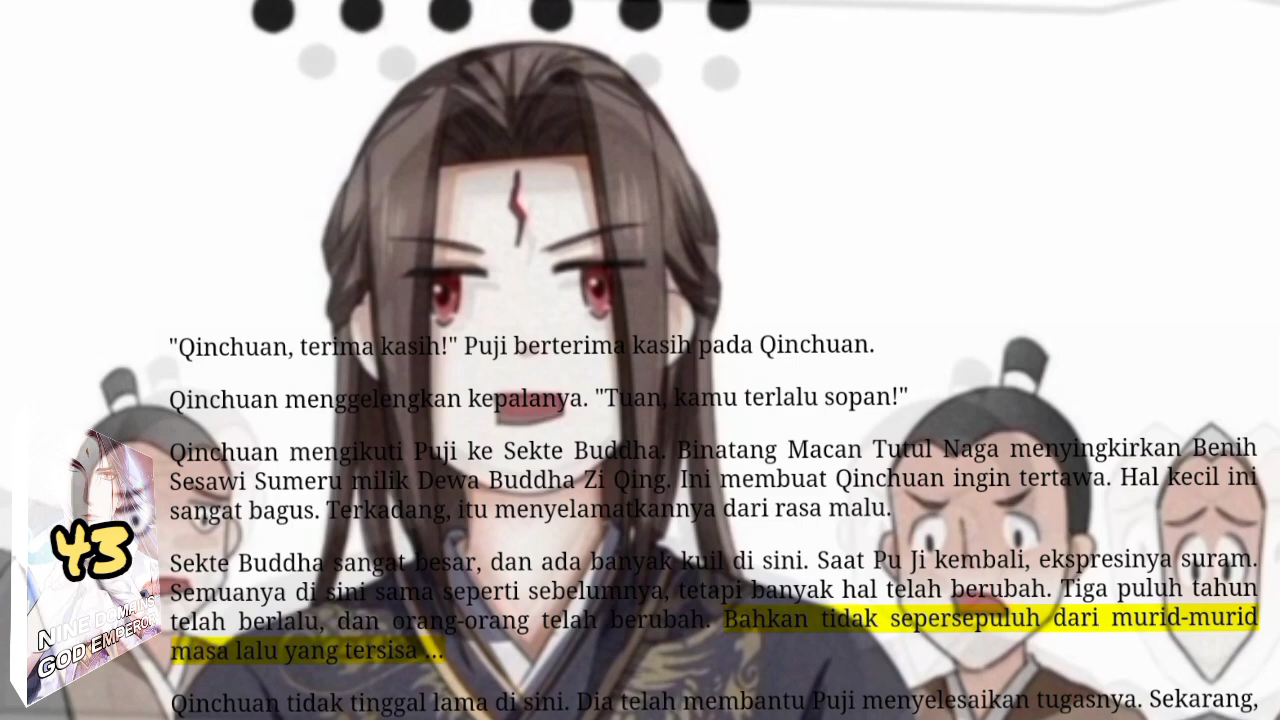 "Qinchuan, terima kasih!" Puji berterima kasih pada Qinchuan.
Qinchuan menggelengkan kepalanya. "Tuan, kamu terlalu sopan!"
Qinchuan mengikuti Puji ke Sekte Buddha. Binatang Macan Tutul Naga menyingkirkan Benih
Sesawi Sumeru milik Dewa Buddha Zi Qing. Ini membuat Qinchuan ingin tertawa. Hal kecil ini
sangat bagus. Terkadang, itu menyelamatkannya dari rasa malu.
Sekte Buddha sangat besar, dan ada banyak kuil di sini. Saat Pu Ji kembali, ekspresinya suram.
Semuanya di sini sama seperti sebelumnya, tetapi banyak hal telah berubah. Tiga puluh tahun
telah berlalu, dan orang-orang telah berubah. Bahkan tidak sepersepuluh dari murid-murid
masa lalu yang tersisa ...
Qinchuan tidak tinggal lama di sini. Dia telah membantu Puji menyelesaikan tugasnya. Sekarang,
43
NINE DOMAINS
GOD EMPEROR